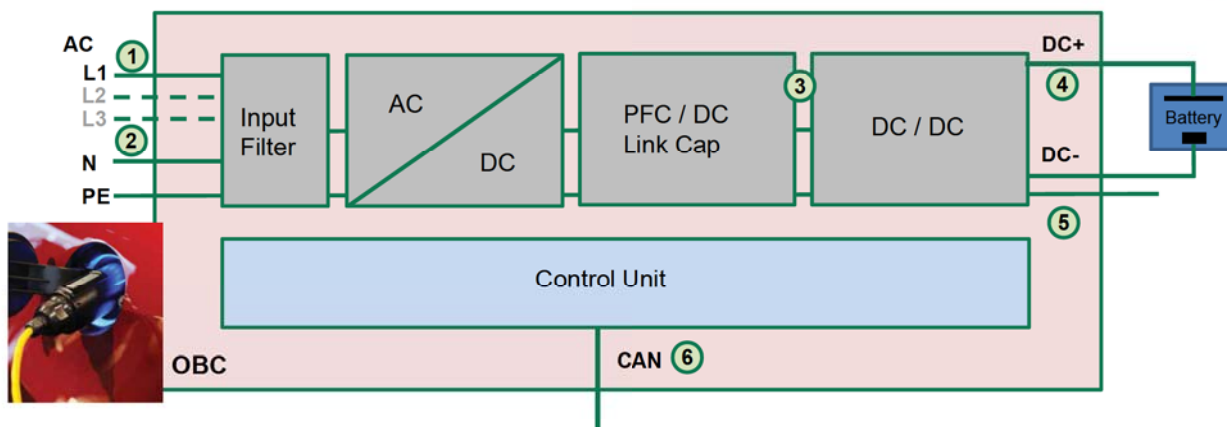 AC
1
L1
L2
L3
2
N
PE
Input
Filter
AC
DC
PFC / DC
Link Cap
3
DC / DC
DC+
4
Battery
DC-
5
Control Unit
OBC
CAN 6